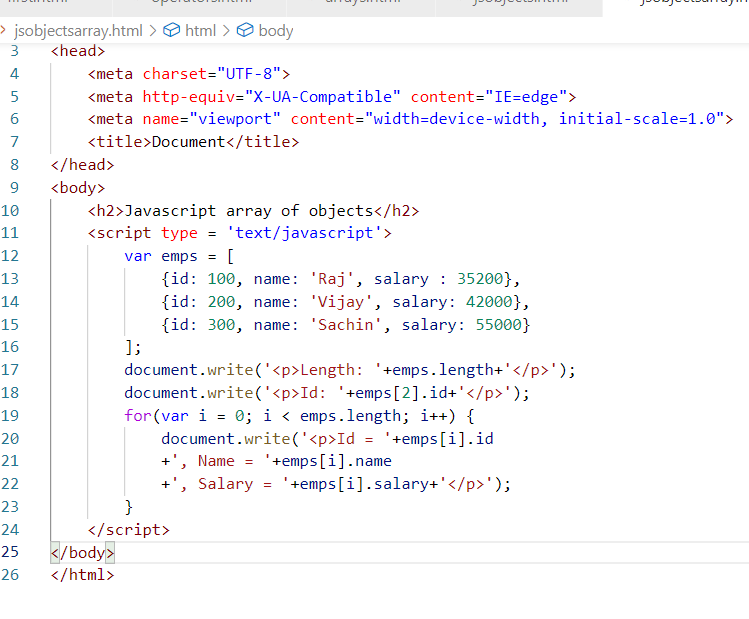 jsobjectsarray.html > html > body
3 <head>
4 <meta charset="UTF-8">
5 <meta http-equiv="X-UA-Compatible" content="IE=edge">
6 <meta name="viewport" content="width=device-width, initial-scale=1.0">
7 <title>Document</title>
8 </head>
9 <body>
10 <h2>Javascript array of objects</h2>
11 <script type = 'text/javascript'>
12 var emps = [
13 {id: 100, name: 'Raj', salary : 35200},
14 {id: 200, name: 'Vijay', salary: 42000},
15 {id: 300, name: 'Sachin', salary: 55000}
16 ];
17 document.write('<p>Length: '+emps.length+'</p>');
18 document.write('<p>Id: '+emps[2].id+'</p>');
19 for(var i = 0; i < emps.length; i++) {
20 document.write('<p>Id = '+emps[i].id
21 +', Name = '+emps[i].name
22 +', Salary = '+emps[i].salary+'</p>');
23 }
24 </script>
25 </body>
26 </html>